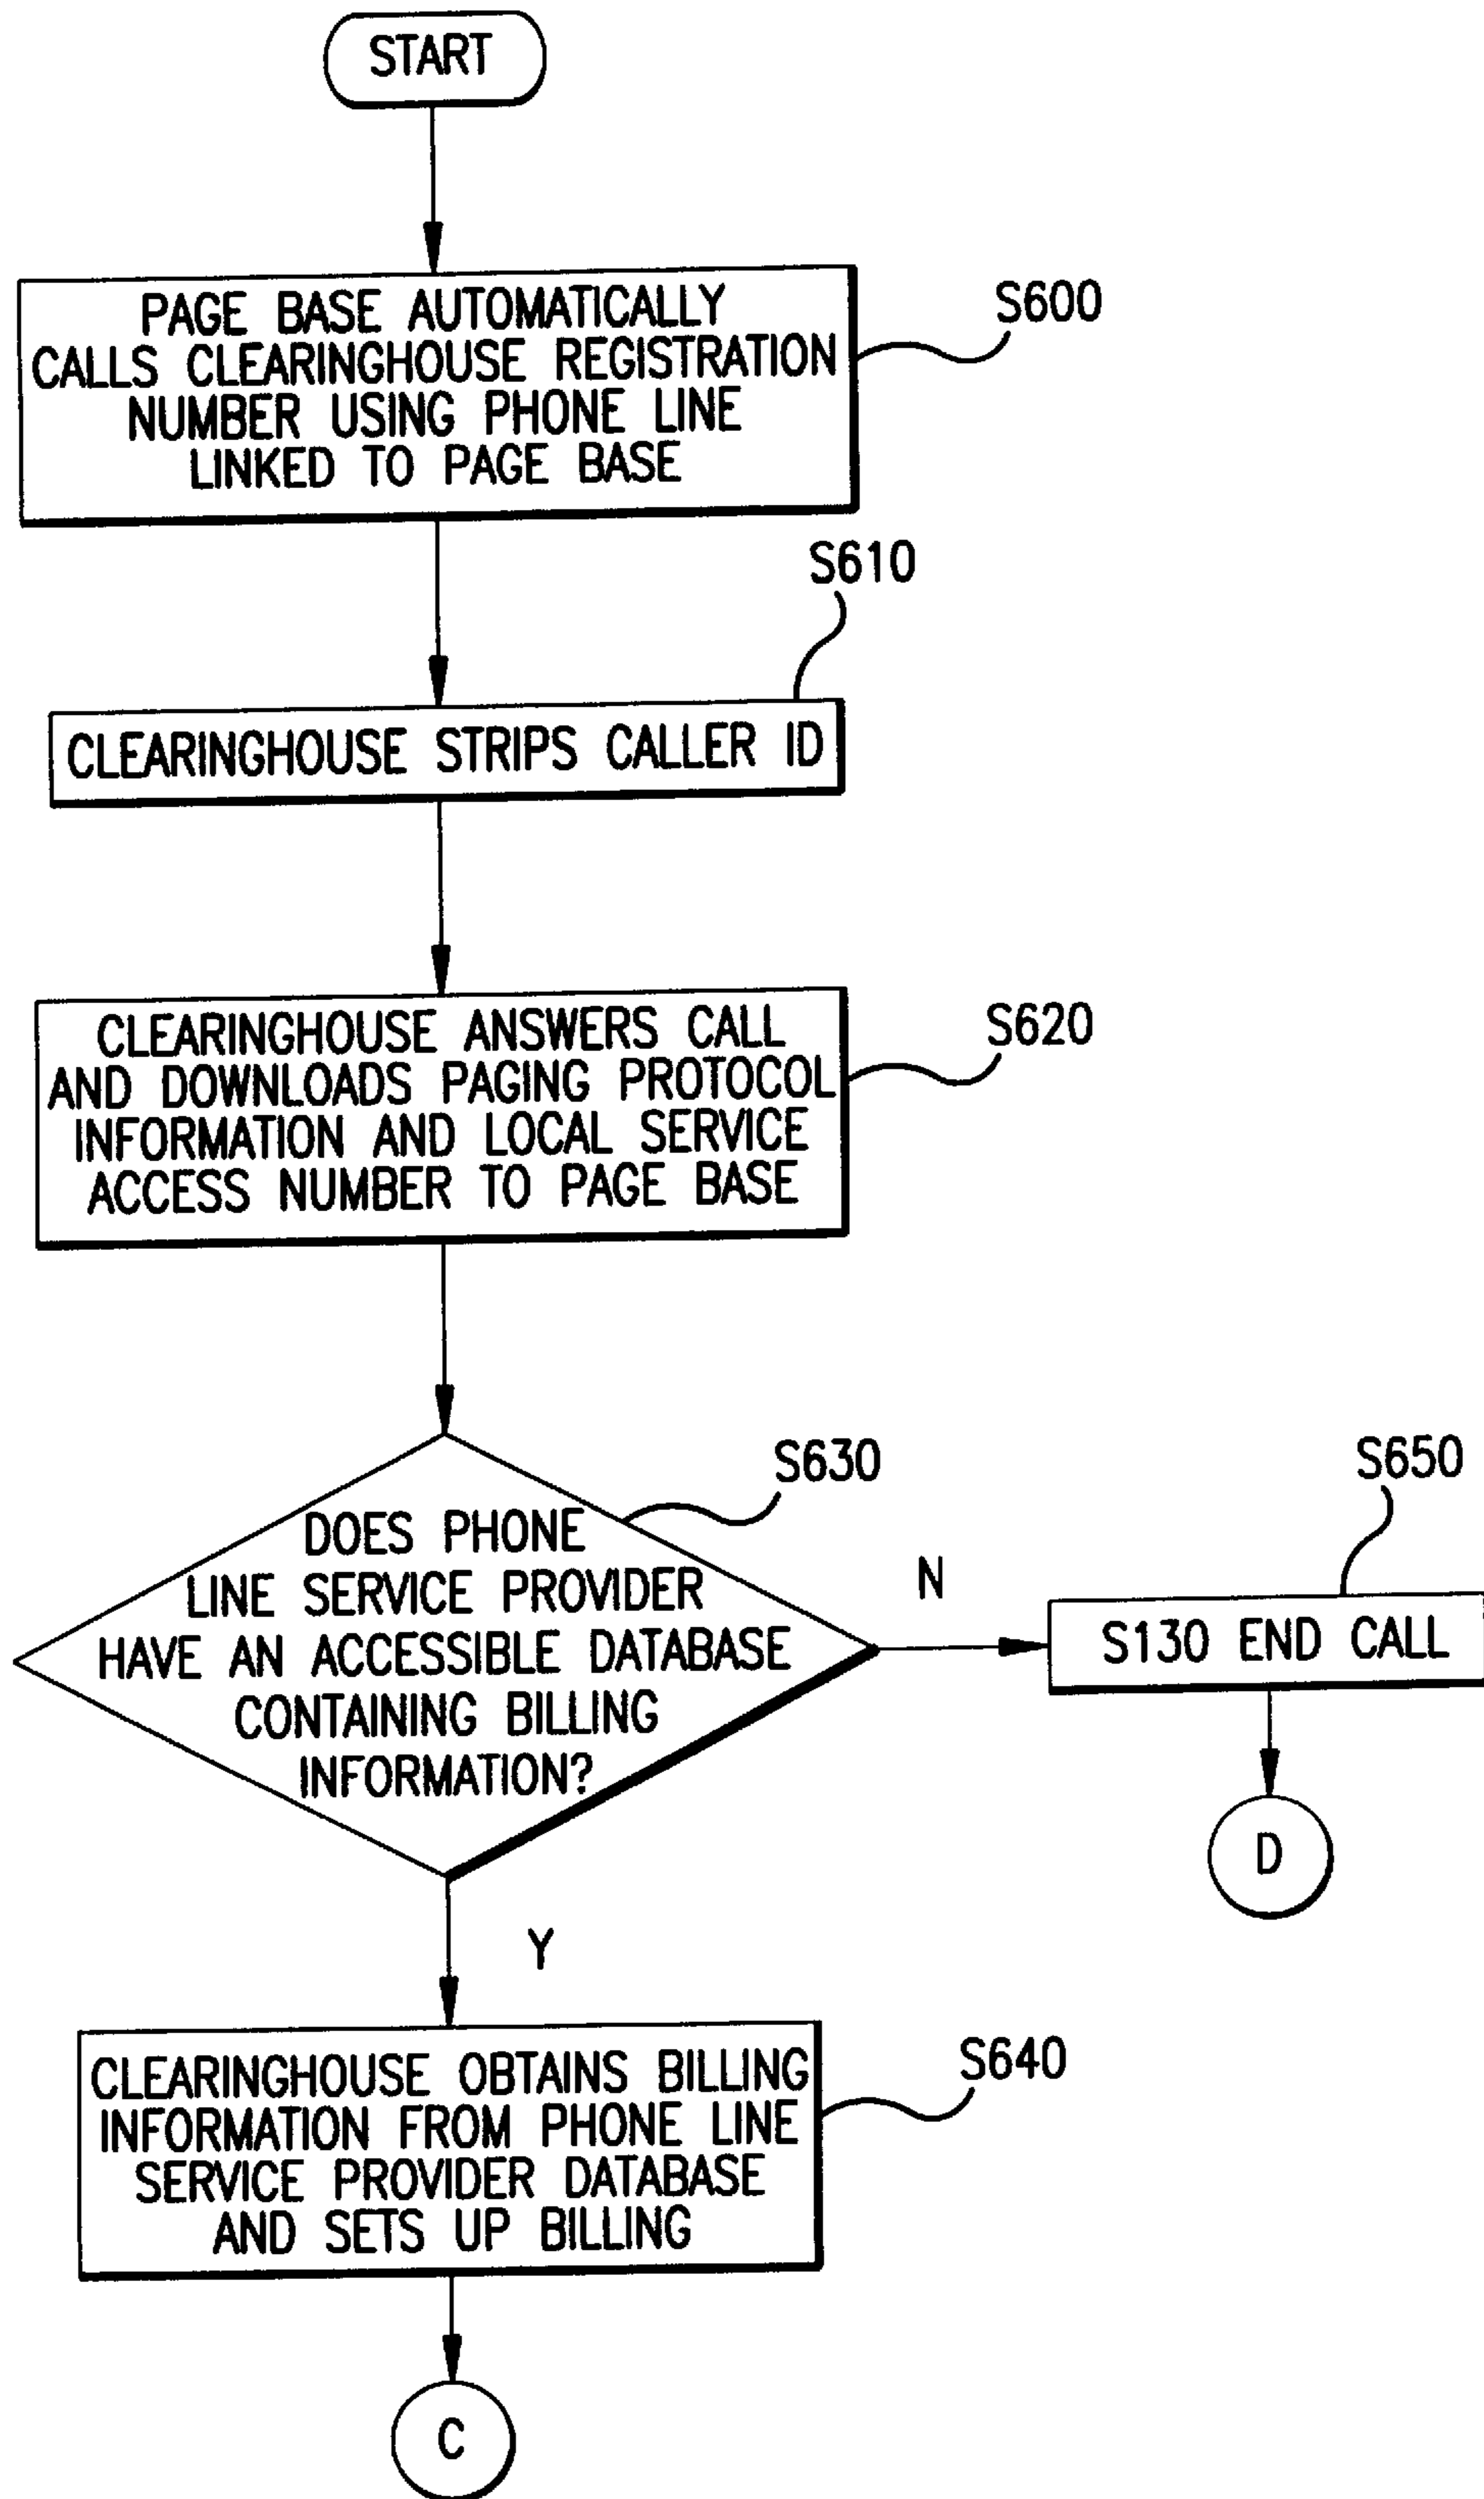 START
PAGE BASE AUTOMATICALLY
CALLS CLEARINGHOUSE REGISTRATION
NUMBER USING PHONE LINE
LINKED TO PAGE BASE
S600
S610
CLEARINGHOUSE STRIPS CALLER ID
CLEARINGHOUSE ANSWERS CALL
AND DOWNLOADS PAGING PROTOCOL
INFORMATION AND LOCAL SERVICE
ACCESS NUMBER TO PAGE BASE
S620
S630
DOES PHONE
LINE SERVICE PROVIDER
HAVE AN ACCESSIBLE DATABASE
CONTAINING BILLING
INFORMATION?
N
S650
S130 END CALL
D
Y
CLEARINGHOUSE OBTAINS BILLING
INFORMATION FROM PHONE LINE
SERVICE PROVIDER DATABASE
AND SETS UP BILLING
S640
C